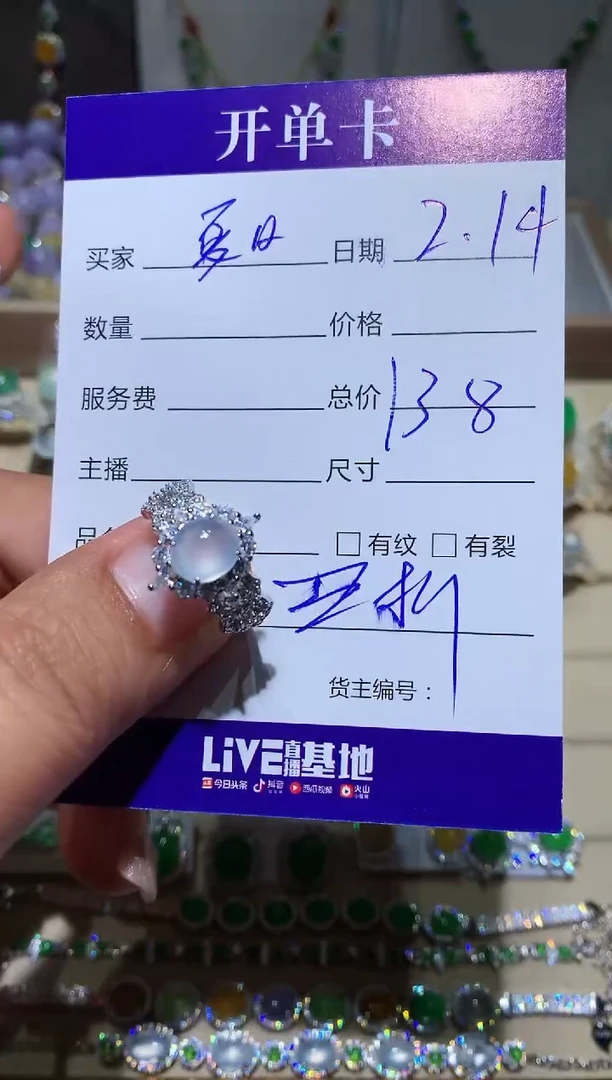 开单卡
买家 夏日 日期 2.14
数量 价格
服务费 总价 138
主播 尺寸
品 有纹 有裂
货主编号：
LiVE直播基地
今日头条 抖音 西瓜视频 火山